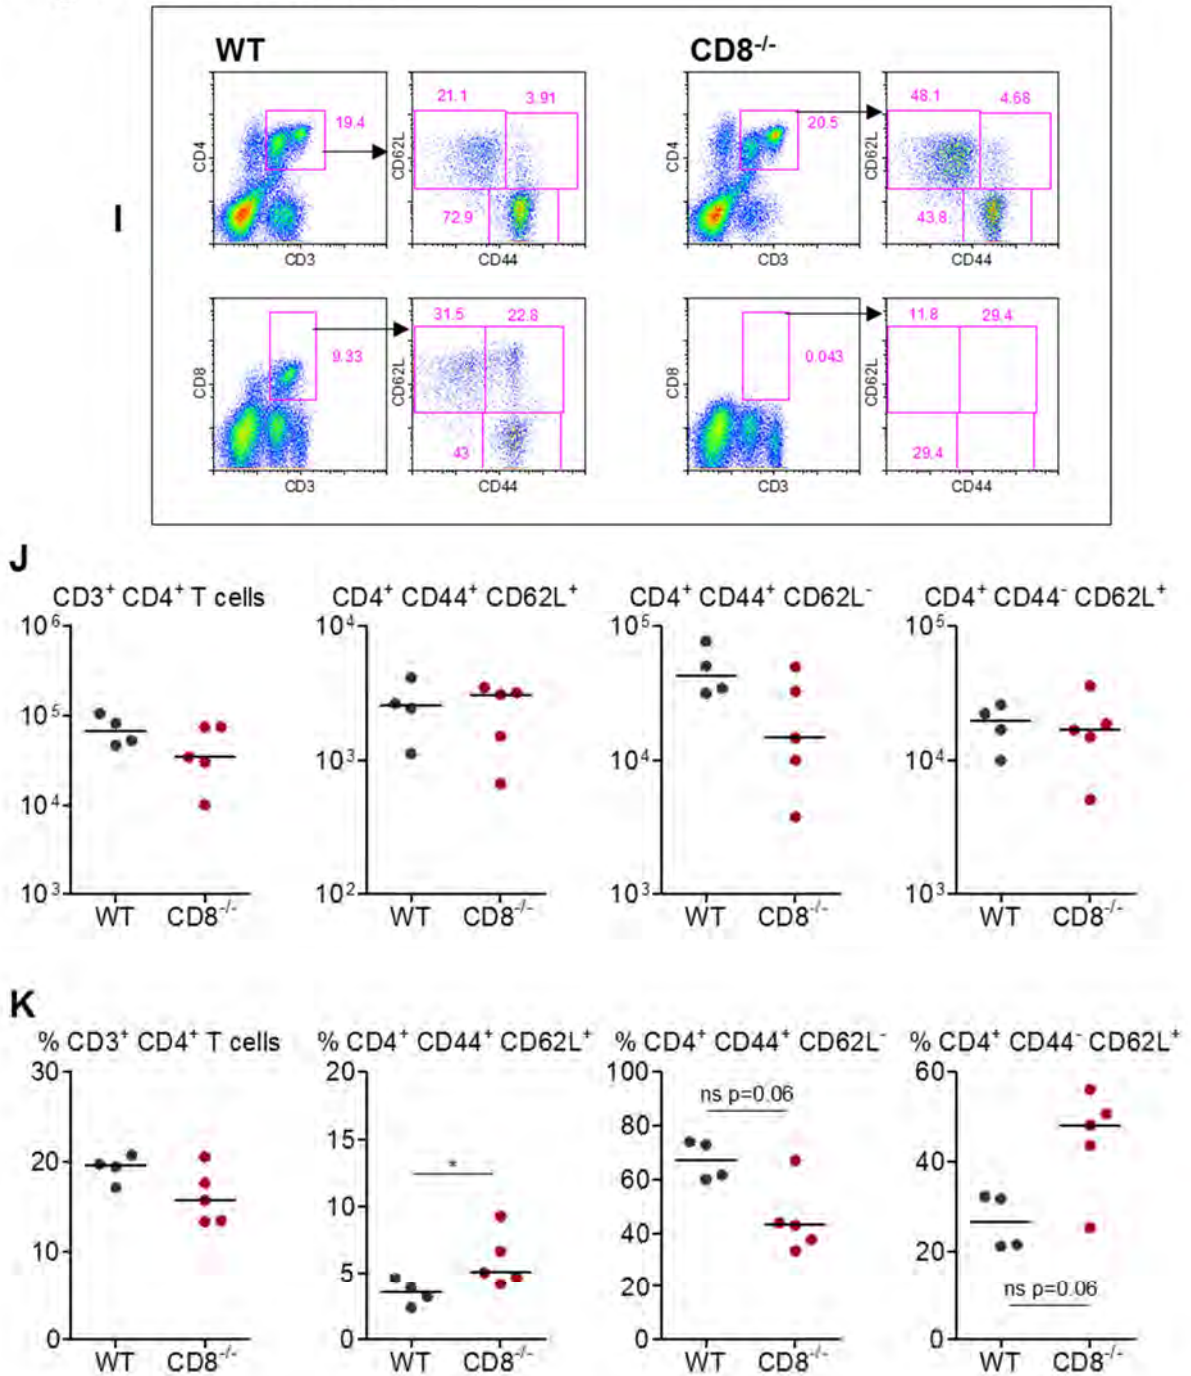 WT CD8-/-
21.1 3.91 48.1 4.68
19.4 20.5
CD4 CD62L CD4 CD62L
I
72.9 43.8
CD3 CD44 CD3 CD44
31.5 22.8 11.8 29.4
9.33 0.043
CD8 CD62L CD8 CD62L
43 29.4
CD3 CD44 CD3 CD44
J
CD3+ CD4+ T cells CD4+ CD44+ CD62L+ CD4+ CD44+ CD62L- CD4+ CD44- CD62L+
10^6 10^4 10^5 10^5
10^5
10^3 10^4 10^4
10^4
10^3 10^2 10^3 10^3
WT CD8-/- WT CD8-/- WT CD8-/- WT CD8-/-
K
% CD3+ CD4+ T cells % CD4+ CD44+ CD62L+ % CD4+ CD44+ CD62L- % CD4+ CD44- CD62L+
30 20 100 60
ns p=0.06
80
15
20 * 40
60
10
40
10 20
5
20 ns p=0.06
0 0 0 0
WT CD8-/- WT CD8-/- WT CD8-/- WT CD8-/-